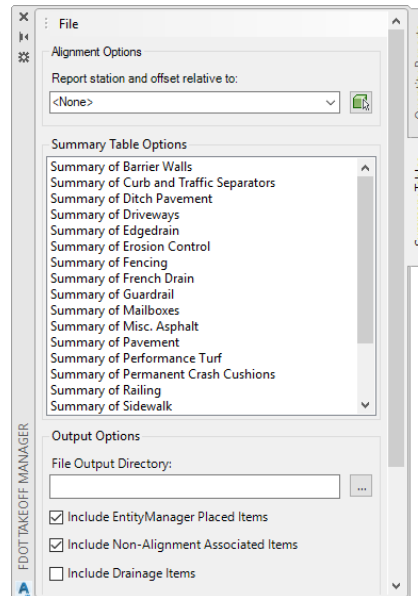 File
Alignment Options
Report station and offset relative to:
<None>
Summary Table Options
Summary of Barrier Walls
Summary of Curb and Traffic Separators
Summary of Ditch Pavement
Summary of Driveways
Summary of Edgedrain
Summary of Erosion Control
Summary of Fencing
Summary of French Drain
Summary of Guardrail
Summary of Mailboxes
Summary of Misc. Asphalt
Summary of Pavement
Summary of Performance Turf
Summary of Permanent Crash Cushions
Summary of Railing
Summary of Sidewalk
Output Options
File Output Directory:
...
Include EntityManager Placed Items
Include Non-Alignment Associated Items
Include Drainage Items
FDOT TAKEOFF MANAGER